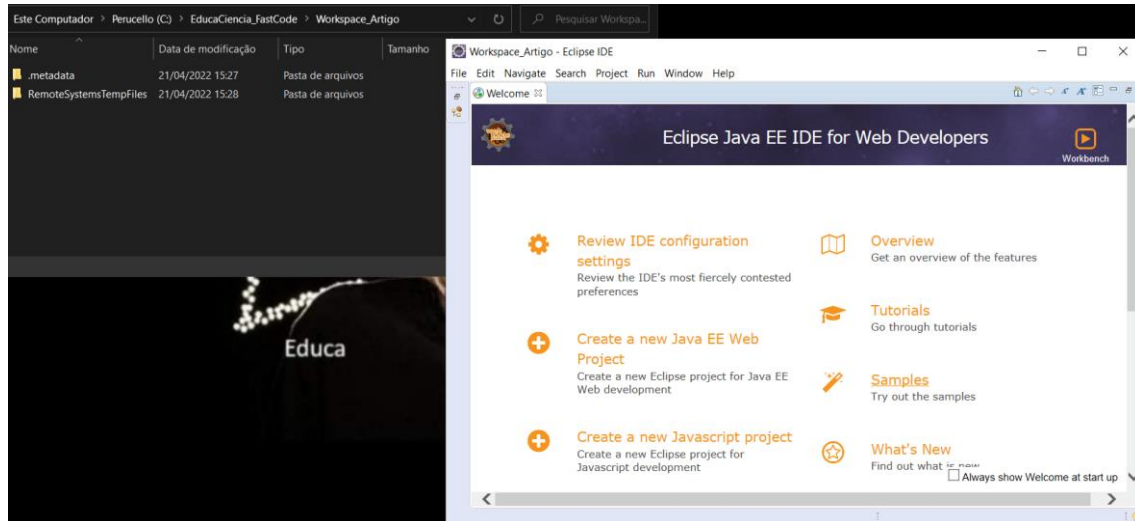 Este Computador > Perucello (C:) > EducaCiencia_FastCode > Workspace_Artigo
Pesquisar Workspa...
Nome Data de modificação Tipo Tamanho
.metadata 21/04/2022 15:27 Pasta de arquivos
RemoteSystemsTempFiles 21/04/2022 15:28 Pasta de arquivos
Educa
Workspace_Artigo - Eclipse IDE
File Edit Navigate Search Project Run Window Help
Welcome
Eclipse Java EE IDE for Web Developers
Workbench
Review IDE configuration
settings
Review the IDE's most fiercely contested
preferences
Create a new Java EE Web
Project
Create a new Eclipse project for Java EE
Web development
Create a new Javascript project
Create a new Eclipse project for
Javascript development
Overview
Get an overview of the features
Tutorials
Go through tutorials
Samples
Try out the samples
What's New
Find out what is new
Always show Welcome at start up